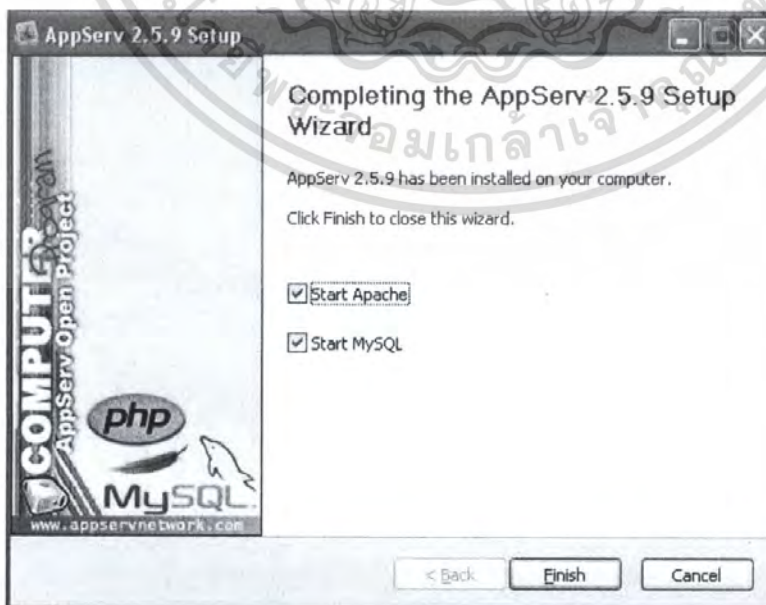 AppServ 2.5.9 Setup
Completing the AppServ 2.5.9 Setup
Wizard
AppServ 2.5.9 has been installed on your computer.
Click Finish to close this wizard.
Start Apache
Start MySQL
COMPUTER
Program
AppServ Open Project
php
MySQL
www.appservnetwork.com
< Back
Finish
Cancel